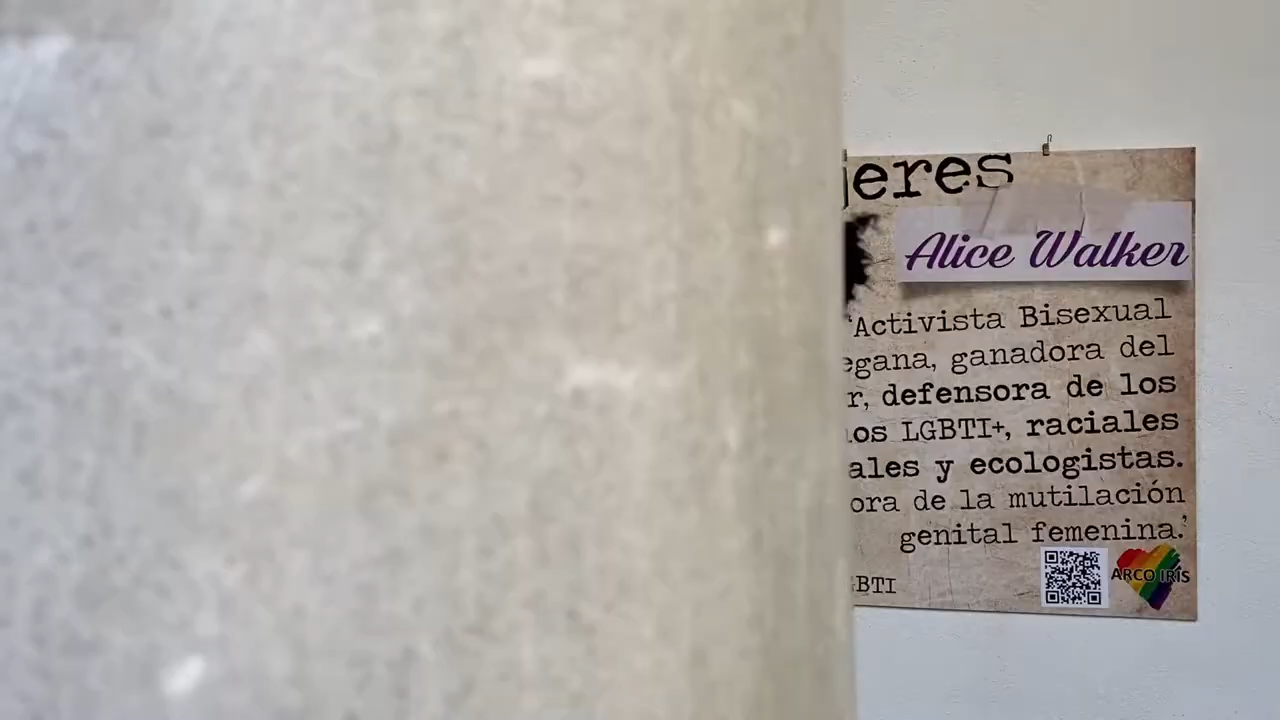 jeres
Alice Walker
'Activista Bisexual
egana, ganadora del
r, defensora de los
os LGBTI+, raciales
ales y ecologistas.
ora de la mutilación
genital femenina.'
BTI
ARCO IRIS